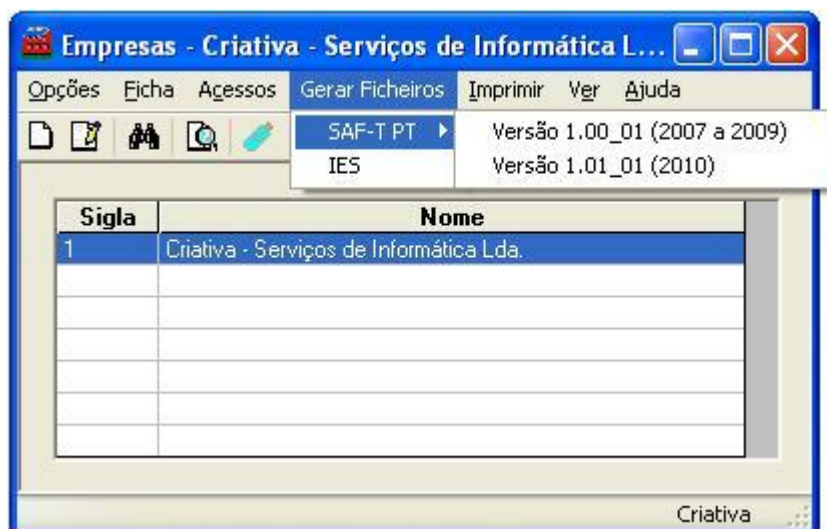 Empresas - Criativa - Serviços de Informática L...
Opções Ficha Acessos Gerar Ficheiros Imprimir Ver Ajuda
SAF-T PT Versão 1.00_01 (2007 a 2009)
IES Versão 1.01_01 (2010)
Sigla Nome
1 Criativa - Serviços de Informática Lda.
Criativa